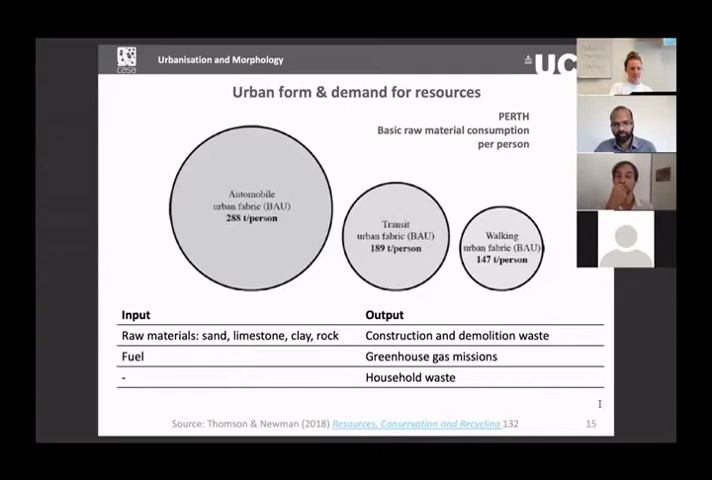 casa
Urbanisation and Morphology
UC
Urban form & demand for resources
PERTH
Basic raw material consumption
per person
Automobile
urban fabric (BAU)
288 t/person
Transit
urban fabric (BAU)
189 t/person
Walking
urban fabric (BAU)
147 t/person
Input Output
Raw materials: sand, limestone, clay, rock Construction and demolition waste
Fuel Greenhouse gas missions
- Household waste
Source: Thomson & Newman (2018) Resources, Conservation and Recycling 132
15